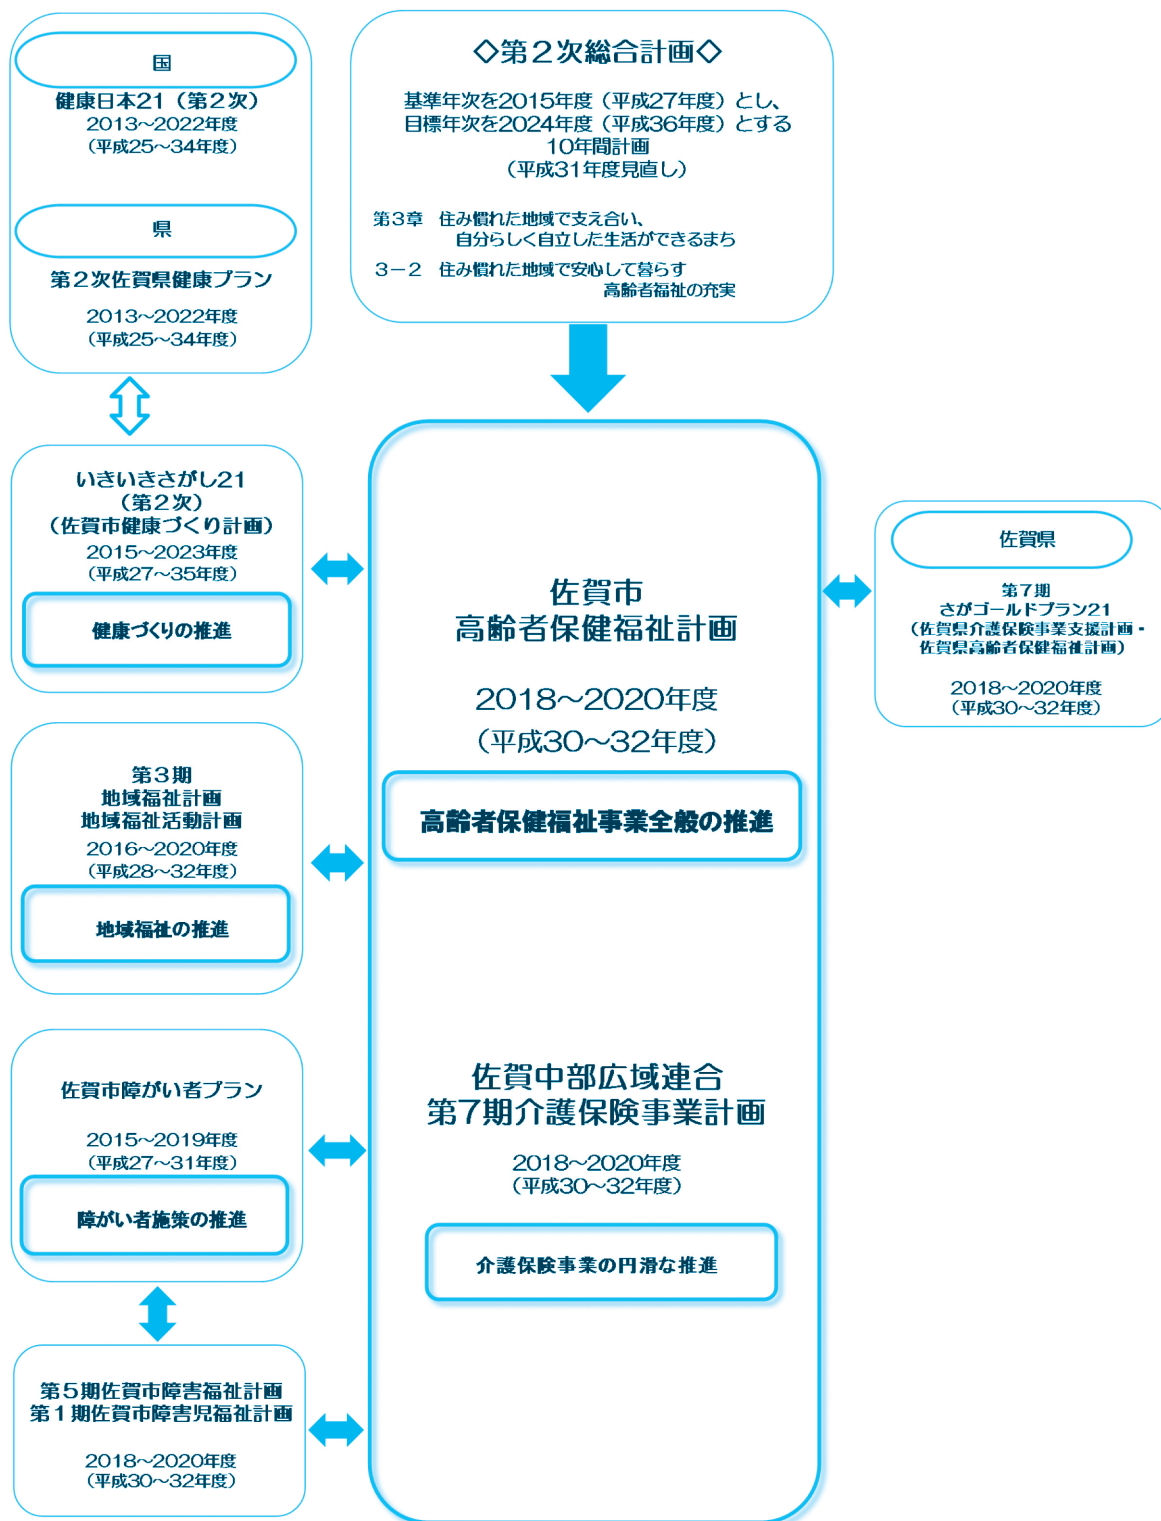 国
健康日本21（第２次）
2013～2022年度
（平成25～34年度）
県
第２次佐賀県健康プラン
2013～2022年度
（平成25～34年度）
◇第２次総合計画◇
基準年次を2015年度（平成27年度）とし、
目標年次を2024年度（平成36年度）とする
10年間計画
（平成31年度見直し）
第３章　住み慣れた地域で支え合い、
自分らしく自立した生活ができるまち
３－２　住み慣れた地域で安心して暮らす
高齢者福祉の充実
いきいきさがし21
（第２次）
（佐賀市健康づくり計画）
2015～2023年度
（平成27～35年度）
健康づくりの推進
第３期
地域福祉計画
地域福祉活動計画
2016～2020年度
（平成28～32年度）
地域福祉の推進
佐賀市障がい者プラン
2015～2019年度
（平成27～31年度）
障がい者施策の推進
第５期佐賀市障害福祉計画
第１期佐賀市障害児福祉計画
2018～2020年度
（平成30～32年度）
佐賀市
高齢者保健福祉計画
2018～2020年度
（平成30～32年度）
高齢者保健福祉事業全般の推進
佐賀中部広域連合
第7期介護保険事業計画
2018～2020年度
（平成30～32年度）
介護保険事業の円滑な推進
佐賀県
第７期
さがゴールドプラン21
（佐賀県介護保険事業支援計画・
佐賀県高齢者保健福祉計画）
2018～2020年度
（平成30～32年度）